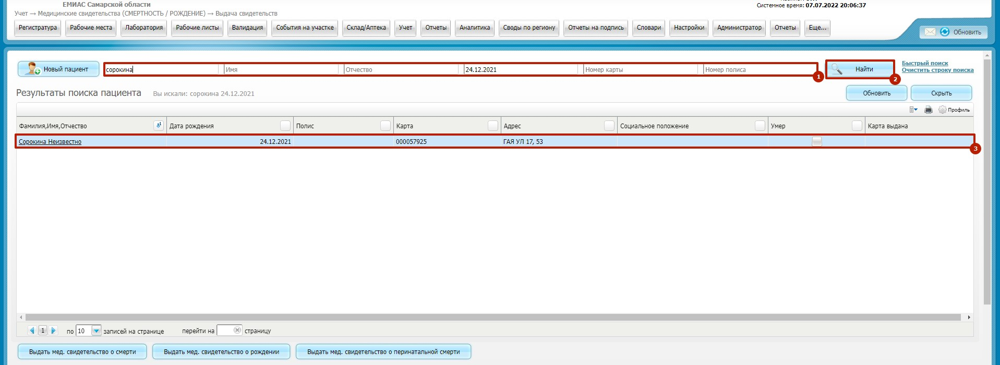 ЕМИАС Самарской области
Системное время: 07.07.2022 20:06:37
Учет → Медицинские свидетельства (СМЕРТНОСТЬ / РОЖДЕНИЕ) → Выдача свидетельств
Регистратура Рабочие места Лаборатория Рабочие листы Валидация События на участке Склад/Аптека Учет Отчеты Аналитика Своды по региону Отчеты на подпись Словари Настройки Администратор Отчеты Еще...
Обновить
Новый пациент сорокина Имя Отчество 24.12.2021 Номер карты Номер полиса 1 Найти 2
Быстрый поиск
Очистить строку поиска
Результаты поиска пациента Вы искали: сорокина 24.12.2021 Обновить Скрыть
Профиль
Фамилия,Имя,Отчество 1 Дата рождения Полис Карта Адрес Социальное положение Умер Карта выдана
Сорокина Неизвестно 24.12.2021 000057925 ГАЯ УЛ 17, 53
3
1 по 10 записей на странице перейти на страницу
Выдать мед. свидетельство о смерти Выдать мед. свидетельство о рождении Выдать мед. свидетельство о перинатальной смерти